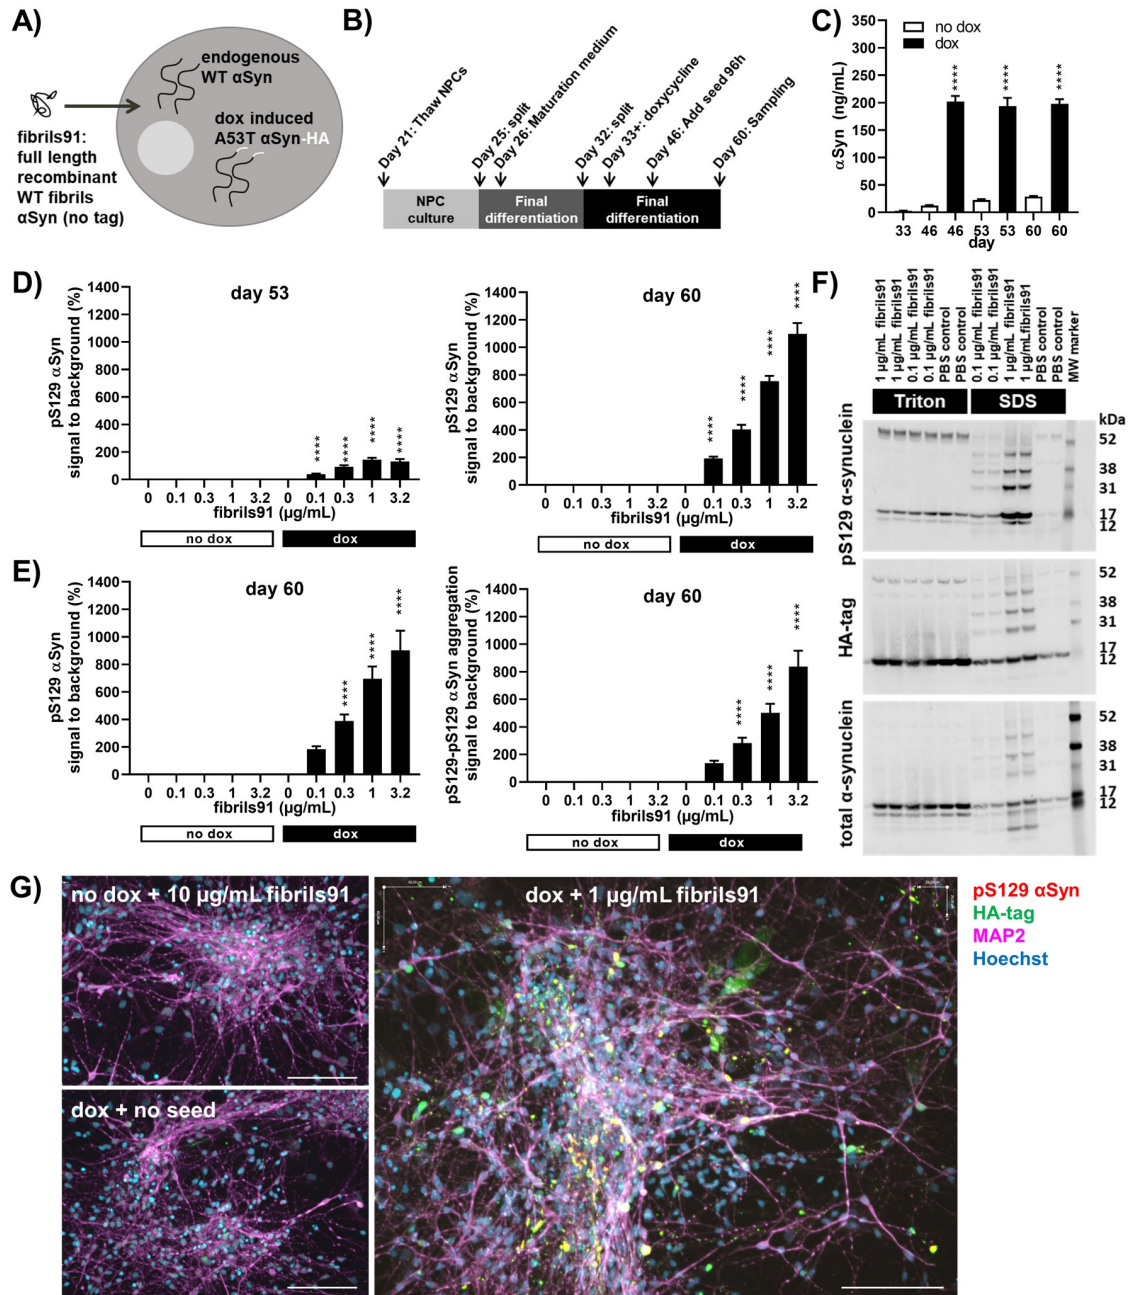 A)
endogenous
WT αSyn
dox induced
A53T αSyn-HA
fibrils91:
full length
recombinant
WT fibrils
αSyn (no tag)
B)
Day 21: Thaw NPCs
Day 25: split
Day 26: Maturation medium
Day 32: split
Day 33+: doxycycline
Day 46: Add seed 96h
Day 60: Sampling
NPC
culture
Final
differentiation
Final
differentiation
C)
no dox
dox
αSyn (ng/mL)
350
300
250
200
150
100
50
0
**** **** ****
33 46 46 53 53 60 60
day
D)
day 53
pS129 αSyn
signal to background (%)
1400
1200
1000
800
600
400
200
0
**** **** **** ****
0 0.1 0.3 1 3.2 0 0.1 0.3 1 3.2
fibrils91 (µg/mL)
no dox dox
day 60
pS129 αSyn
signal to background (%)
1400
1200
1000
800
600
400
200
0
**** **** **** ****
0 0.1 0.3 1 3.2 0 0.1 0.3 1 3.2
fibrils91 (µg/mL)
no dox dox
E)
day 60
pS129 αSyn
signal to background (%)
1400
1200
1000
800
600
400
200
0
**** **** ****
0 0.1 0.3 1 3.2 0 0.1 0.3 1 3.2
fibrils91 (µg/mL)
no dox dox
day 60
pS129-pS129 αSyn aggregation
signal to background (%)
1400
1200
1000
800
600
400
200
0
**** **** ****
0 0.1 0.3 1 3.2 0 0.1 0.3 1 3.2
fibrils91 (µg/mL)
no dox dox
F)
1 µg/mL fibrils91
1 µg/mL fibrils91
0.1 µg/mL fibrils91
0.1 µg/mL fibrils91
PBS control
PBS control
0.1 µg/mL fibrils91
0.1 µg/mL fibrils91
1 µg/mL fibrils91
1 µg/mLfibrils91
PBS control
PBS control
MW marker
Triton SDS
kDa
pS129 α-synuclein
52
38
31
17
12
HA-tag
52
38
31
17
12
total α-synuclein
52
38
31
17
12
G)
no dox + 10 µg/mL fibrils91
dox + no seed
dox + 1 µg/mL fibrils91
pS129 αSyn
HA-tag
MAP2
Hoechst